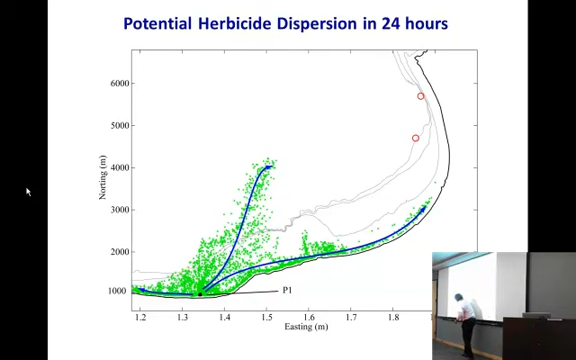 Potential Herbicide Dispersion in 24 hours
6000
5000
4000
3000
2000
1000
Norting (m)
P1
1.2 1.3 1.4 1.5 1.6 1.7 1.8
Easting (m)